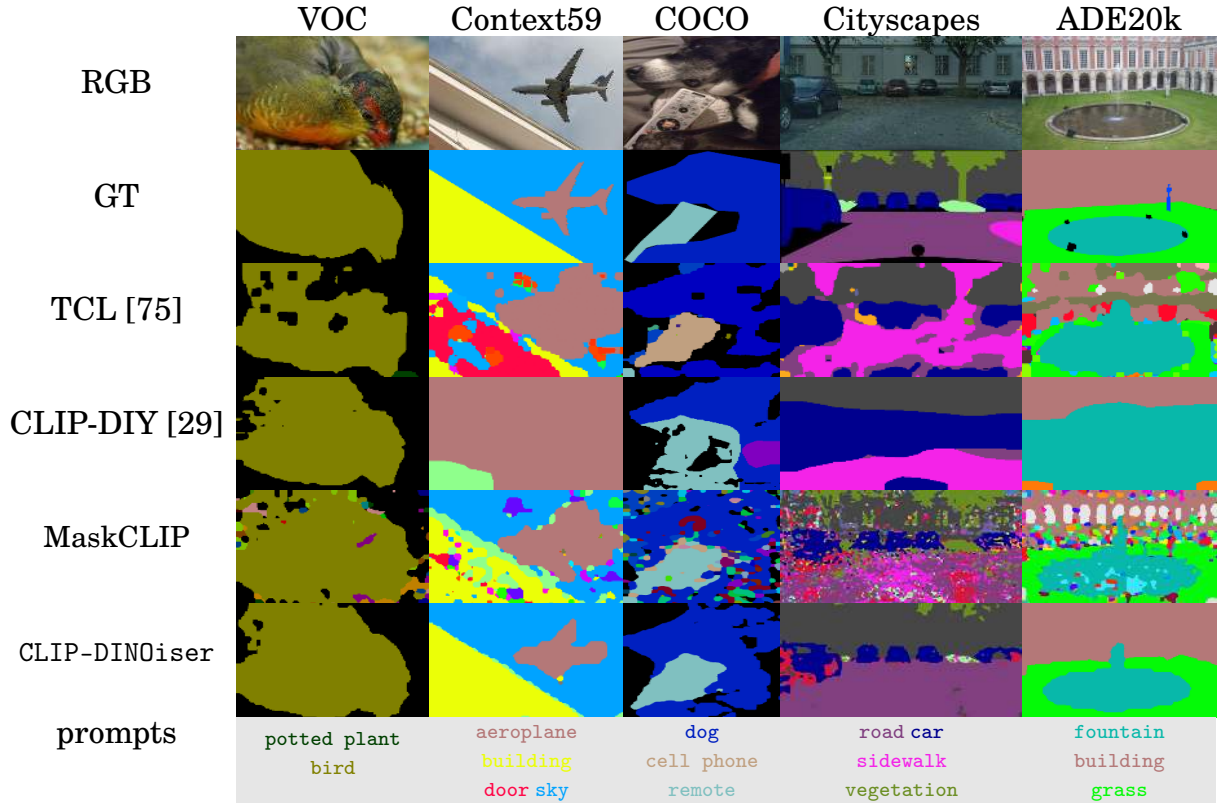 VOC Context59 COCO Cityscapes ADE20k
RGB
GT
TCL [75]
CLIP-DIY [29]
MaskCLIP
CLIP-DINOiser
prompts
potted plant
bird
aeroplane
building
door sky
dog
cell phone
remote
road car
sidewalk
vegetation
fountain
building
grass